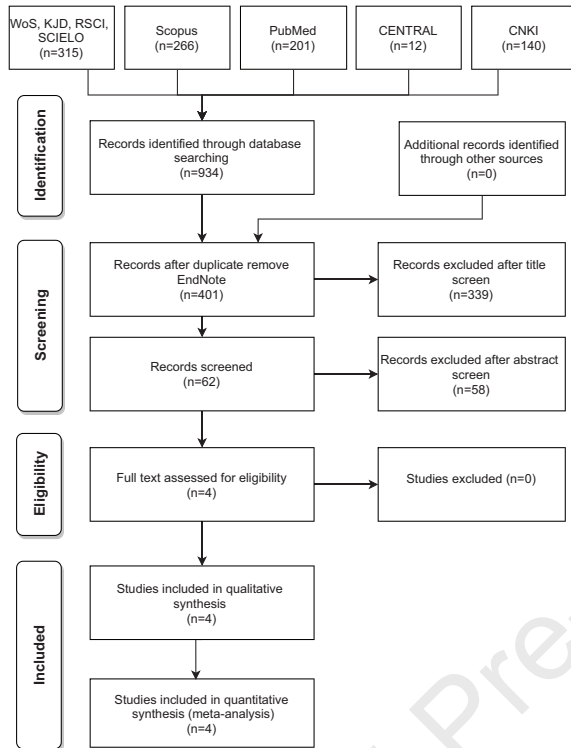 WoS, KJD, RSCI,
SCIELO
(n=315)
Scopus
(n=266)
PubMed
(n=201)
CENTRAL
(n=12)
CNKI
(n=140)
Identification
Records identified through database
searching
(n=934)
Additional records identified
through other sources
(n=0)
Screening
Records after duplicate remove
EndNote
(n=401)
Records excluded after title
screen
(n=339)
Records screened
(n=62)
Records excluded after abstract
screen
(n=58)
Eligibility
Full text assessed for eligibility
(n=4)
Studies excluded (n=0)
Included
Studies included in qualitative
synthesis
(n=4)
Studies included in quantitative
synthesis (meta-analysis)
(n=4)